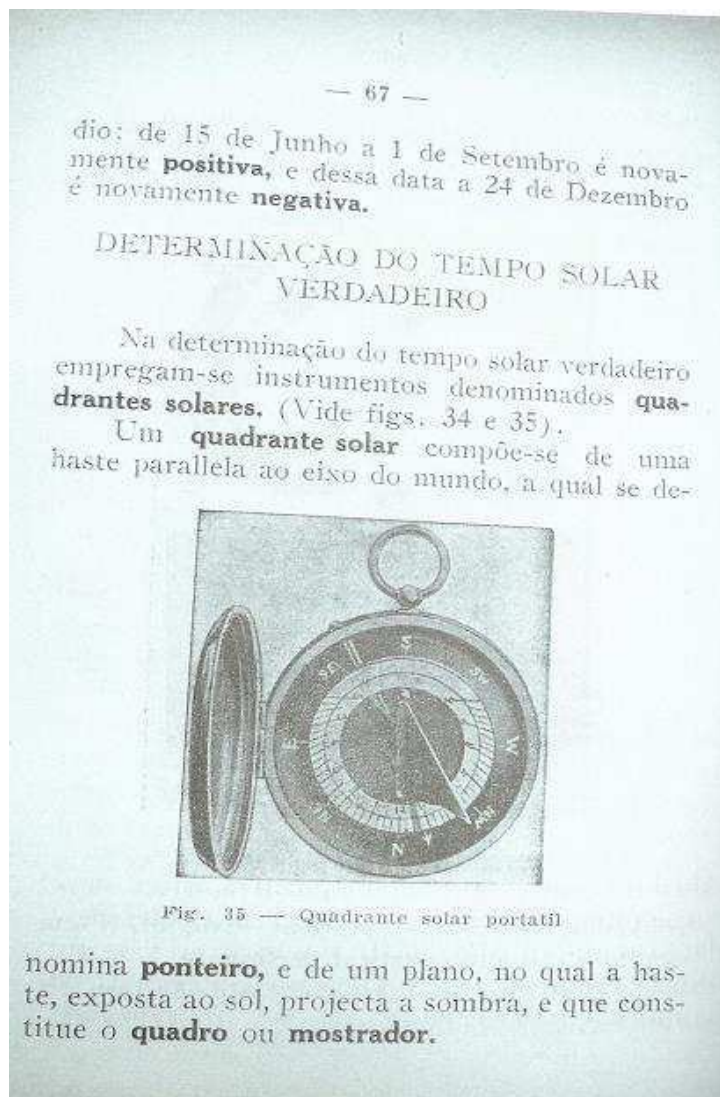 — 67 —
dio: de 15 de Junho a 1 de Setembro é nova-
mente positiva, e dessa data a 24 de Dezembro
é novamente negativa.
DETERMINAÇÃO DO TEMPO SOLAR
VERDADEIRO
Na determinação do tempo solar verdadeiro
empregam-se instrumentos denominados qua-
drantes solares. (Vide figs. 34 e 35).
Um quadrante solar compõe-se de uma
haste parallela ao eixo do mundo, a qual se de-
S
E
W
N
Fig. 35 — Quadrante solar portatil
nomina ponteiro, e de um plano, no qual a has-
te, exposta ao sol, projecta a sombra, e que cons-
titue o quadro ou mostrador.